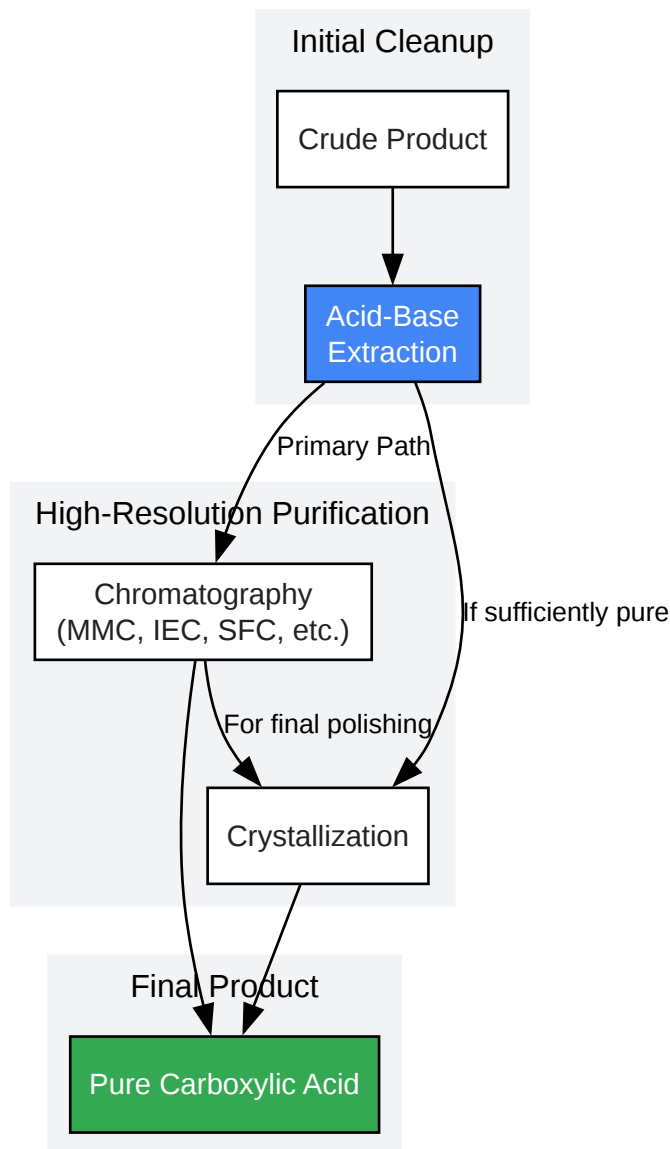 Initial Cleanup
Crude Product
Acid-Base
Extraction
Primary Path
High-Resolution Purification
Chromatography
(MMC, IEC, SFC, etc.)
If sufficiently pure
For final polishing
Crystallization
Final Product
Pure Carboxylic Acid